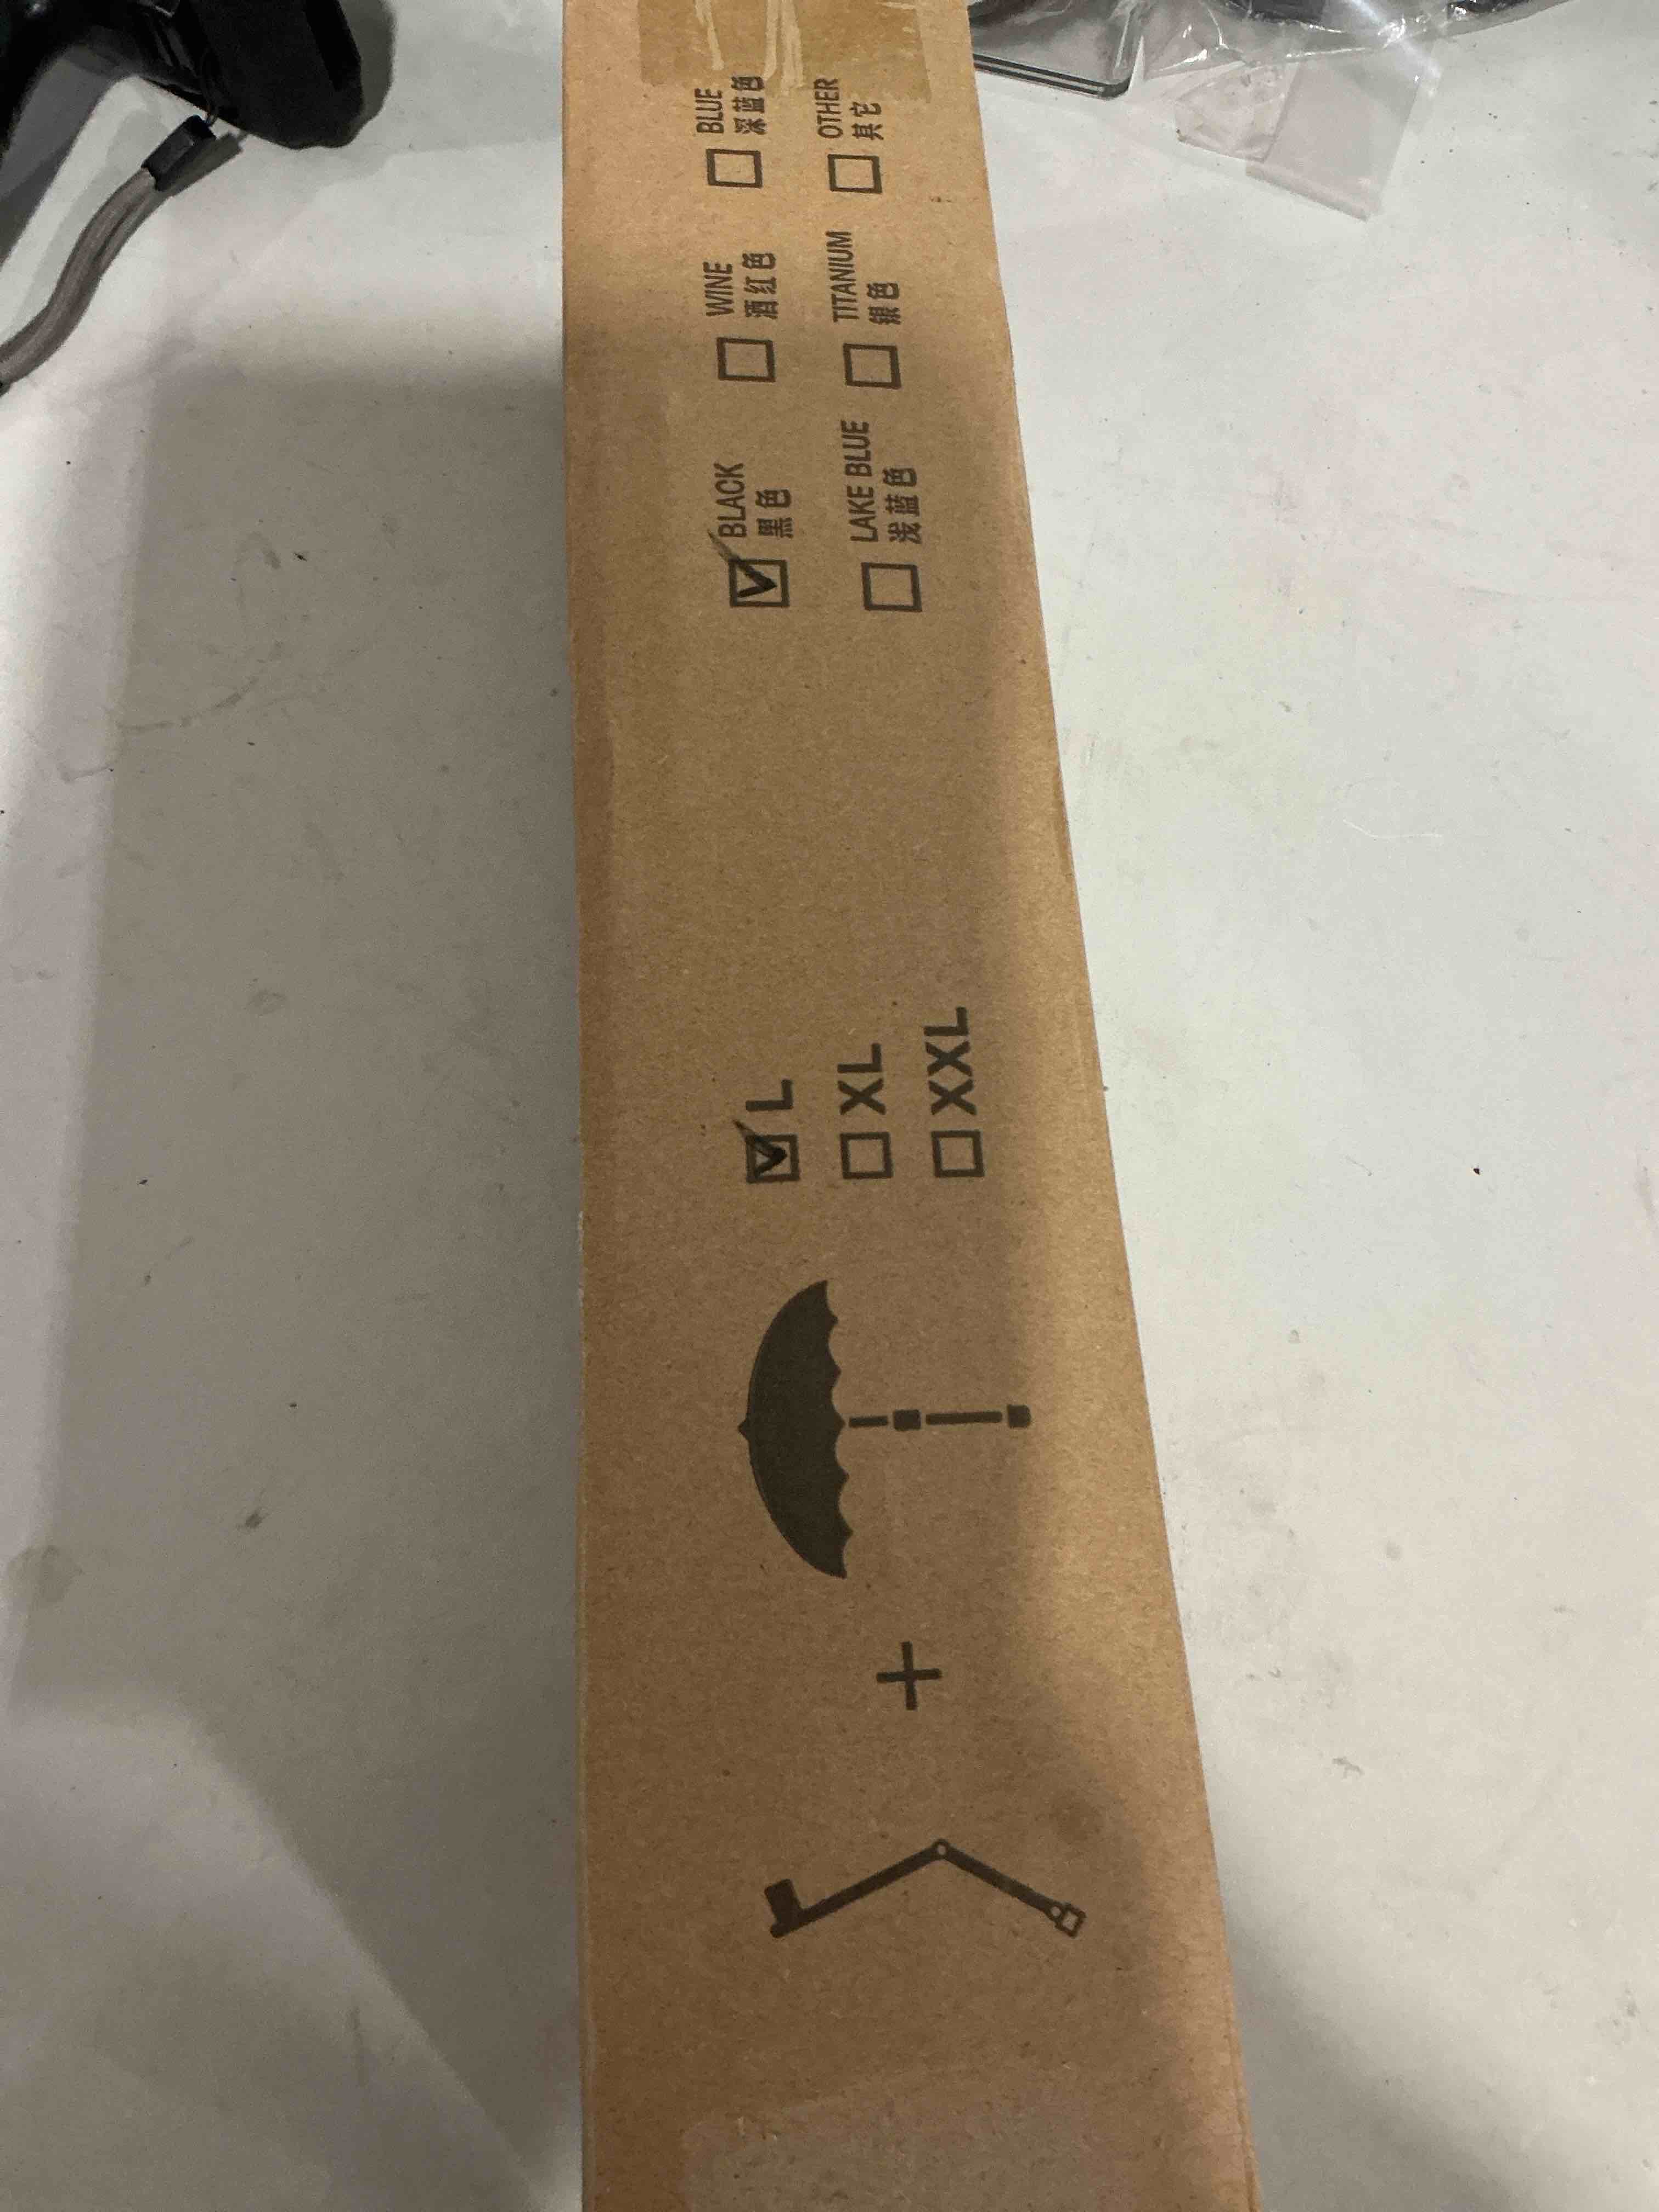 L
XL
XXL
BLACK
黑色
WINE
酒红色
BLUE
深蓝色
LAKE BLUE
浅蓝色
TITANIUM
银色
OTHER
其它